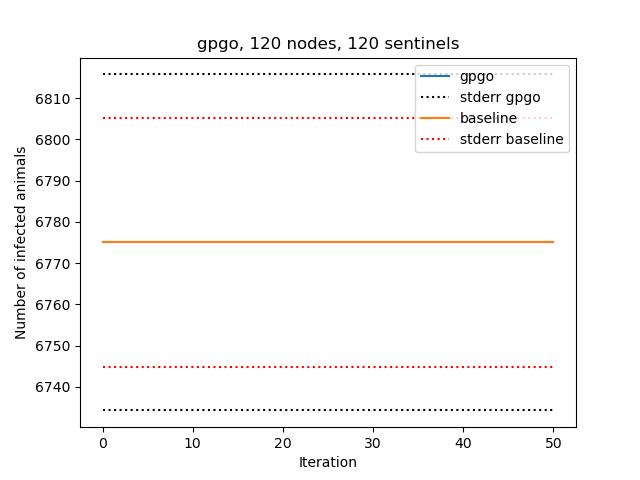 gpgo, 120 nodes, 120 sentinels
Number of infected animals
6810
6800
6790
6780
6770
6760
6750
6740
gpgo
stderr gpgo
baseline
stderr baseline
0 10 20 30 40 50
Iteration